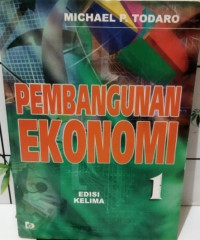 MICHAEL P. TODARO
PEMBANGUNAN
EKONOMI
EDISI
KELIMA
1